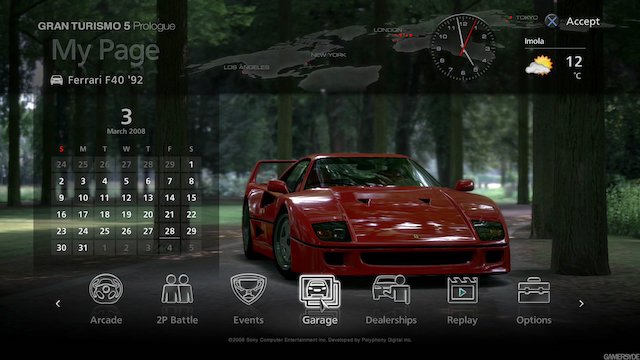 GRAN TURISMO 5 Prologue
My Page
Ferrari F40 '92
LONDON
TOKYO
NEW YORK
LOS ANGELES
Accept
Imola
12
°C
3
March 2008
S M T W T F S
24 25 26 27 28 29 1
2 3 4 5 6 7 8
9 10 11 12 13 14 15
16 17 18 19 20 21 22
23 24 25 26 27 28 29
30 31 1 2 3 4 5
Arcade
2P Battle
Events
Garage
Dealerships
Replay
Options
©2008 Sony Computer Entertainment Inc. Developed by Polyphony Digital Inc.
GAMERSYDE